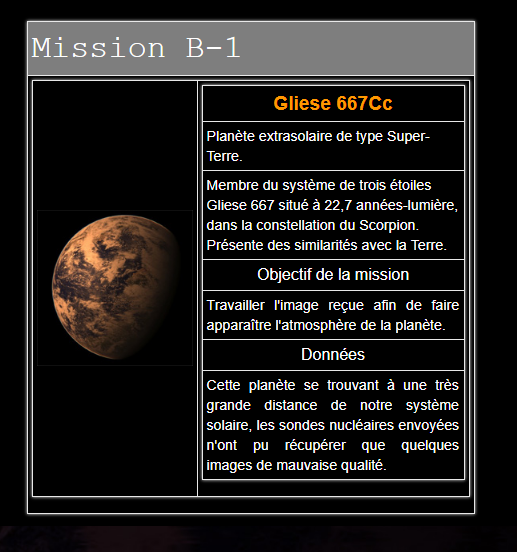 Mission B-1
Gliese 667Cc
Planète extrasolaire de type Super-
Terre.
Membre du système de trois étoiles
Gliese 667 situé à 22,7 années-lumière,
dans la constellation du Scorpion.
Présente des similarités avec la Terre.
Objectif de la mission
Travailler l'image reçue afin de faire
apparaître l'atmosphère de la planète.
Données
Cette planète se trouvant à une très
grande distance de notre système
solaire, les sondes nucléaires envoyées
n'ont pu récupérer que quelques
images de mauvaise qualité.